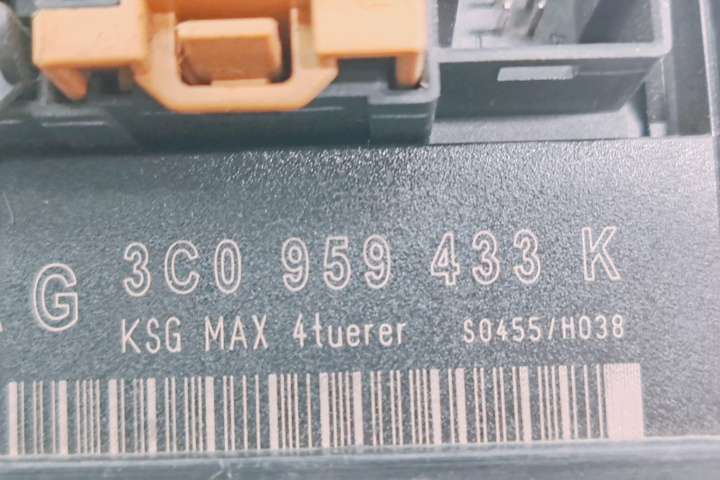 G 3C0 959 433 K
KSG MAX 4tuerer S0455/H038